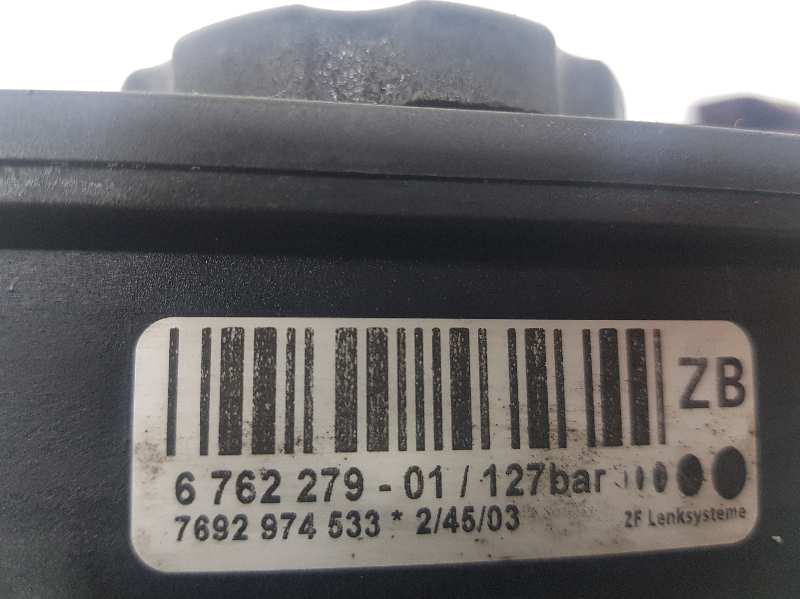 ZB
6 762 279 - 01 / 127bar
7692 974 533 * 2/45/03
ZF Lenksysteme